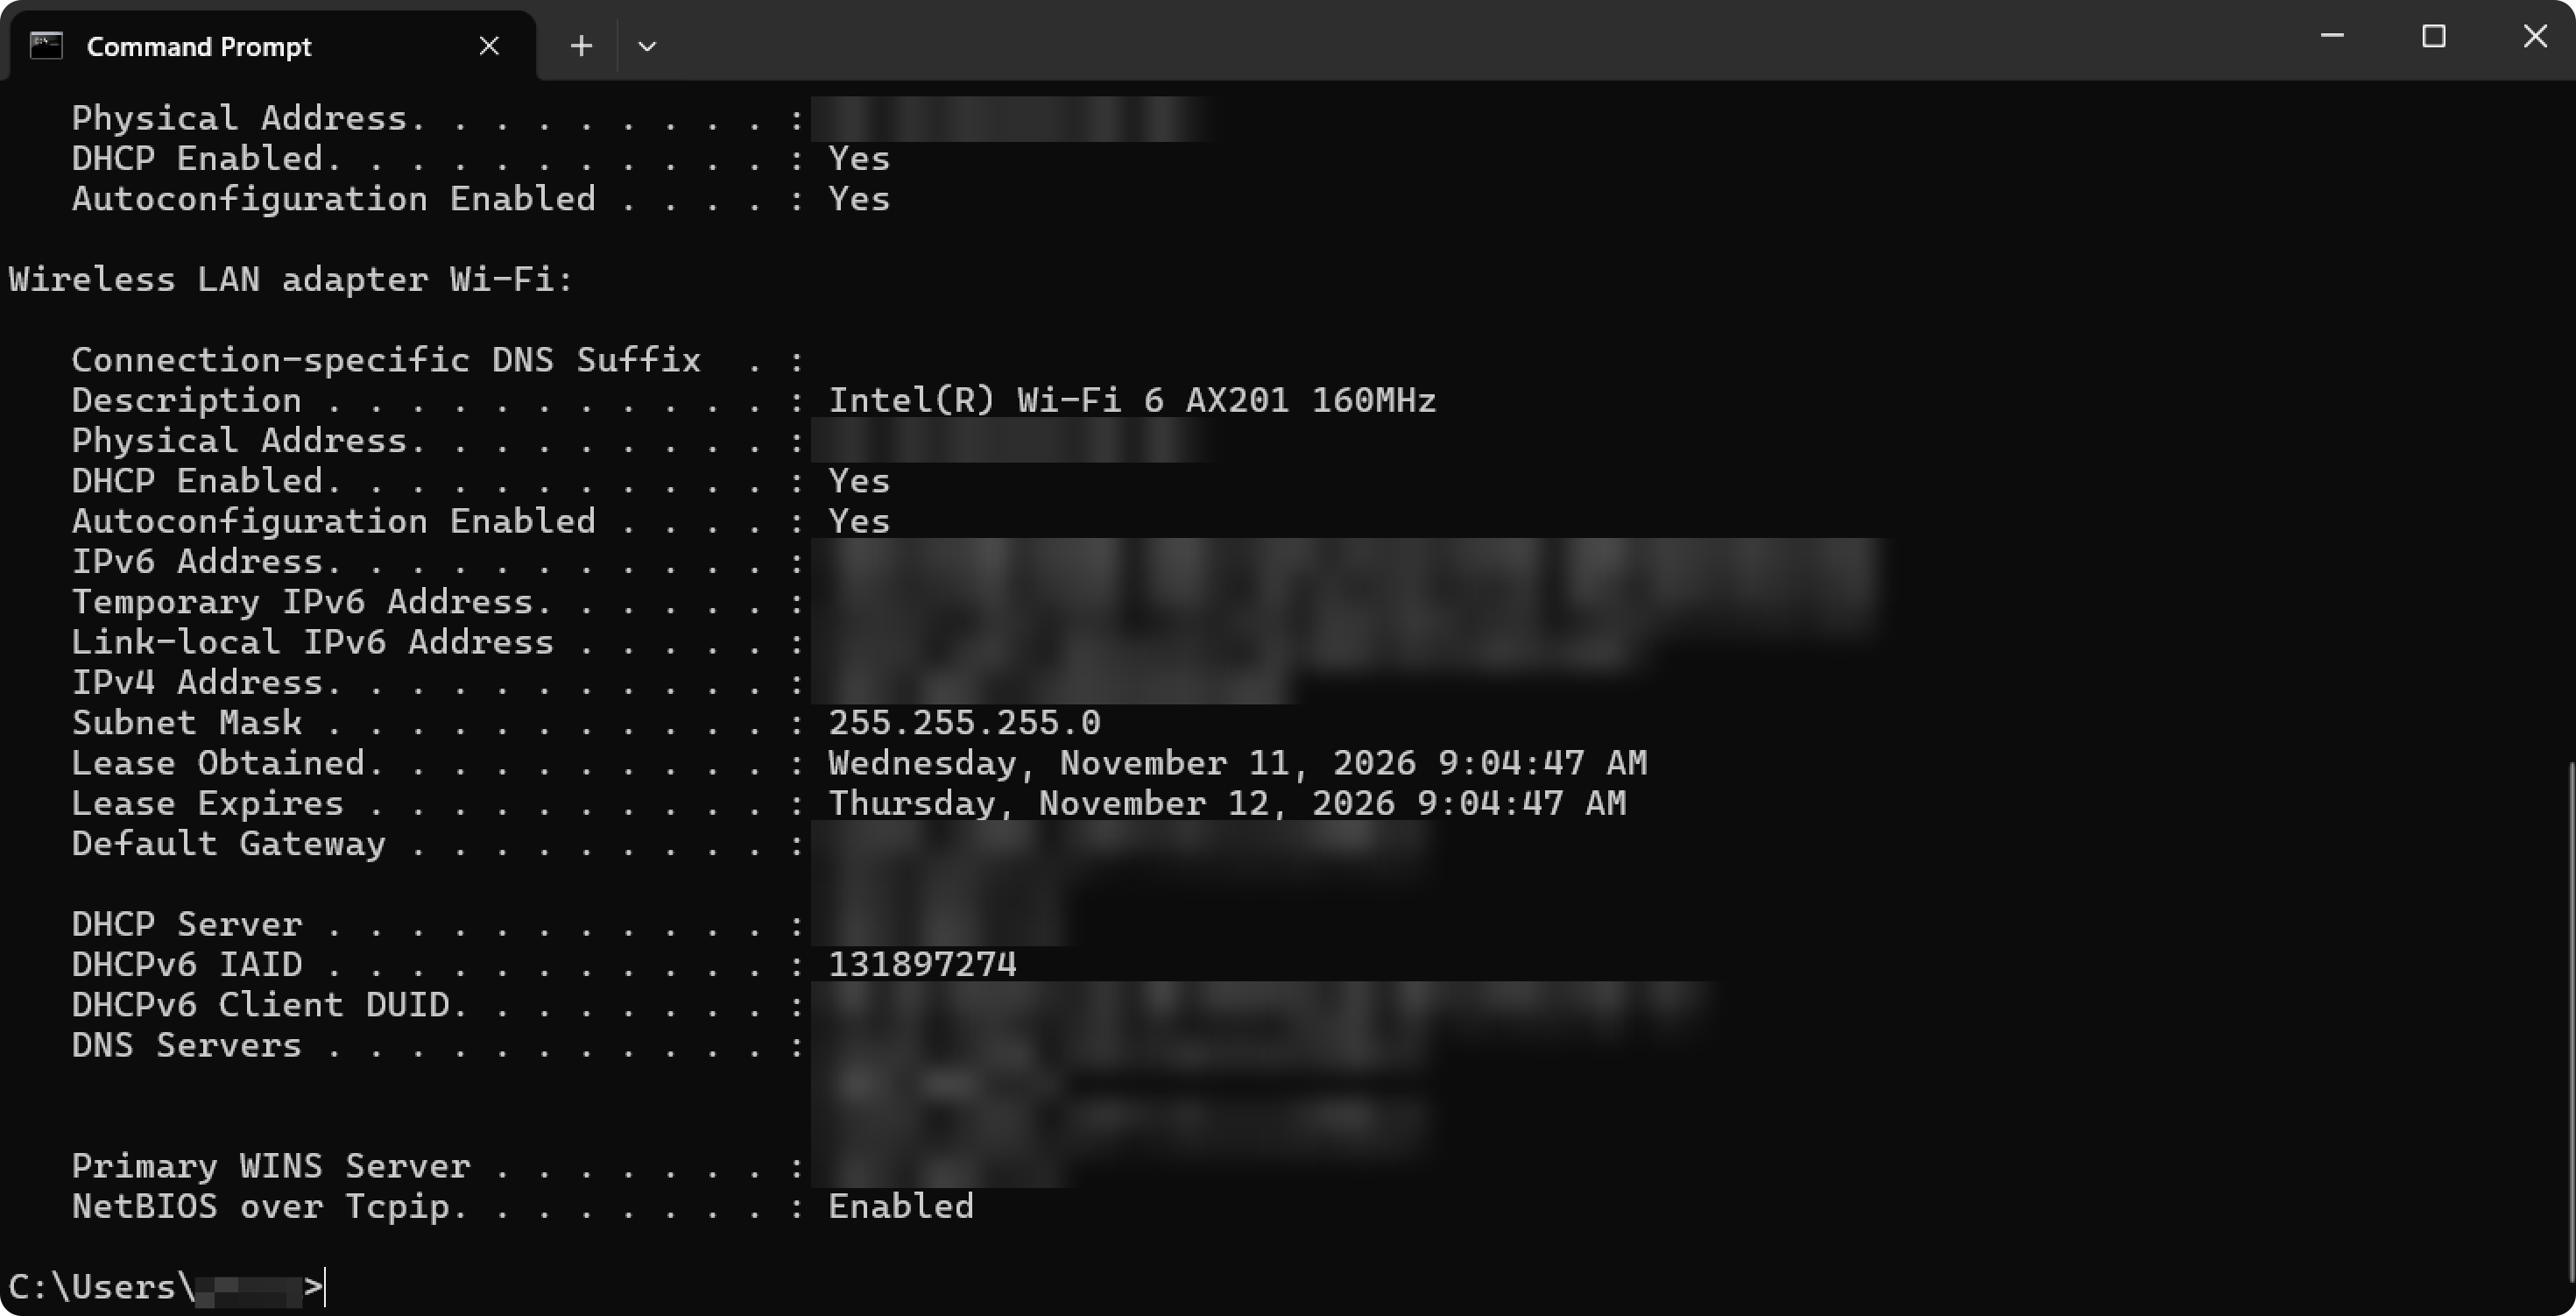 Command Prompt
Physical Address. . . . . . . . . :
DHCP Enabled. . . . . . . . . . . : Yes
Autoconfiguration Enabled . . . . : Yes
Wireless LAN adapter Wi-Fi:
Connection-specific DNS Suffix  . :
Description . . . . . . . . . . . : Intel(R) Wi-Fi 6 AX201 160MHz
Physical Address. . . . . . . . . :
DHCP Enabled. . . . . . . . . . . : Yes
Autoconfiguration Enabled . . . . : Yes
IPv6 Address. . . . . . . . . . . :
Temporary IPv6 Address. . . . . . :
Link-local IPv6 Address . . . . . :
IPv4 Address. . . . . . . . . . . :
Subnet Mask . . . . . . . . . . . : 255.255.255.0
Lease Obtained. . . . . . . . . . : Wednesday, November 11, 2026 9:04:47 AM
Lease Expires . . . . . . . . . . : Thursday, November 12, 2026 9:04:47 AM
Default Gateway . . . . . . . . . :
DHCP Server . . . . . . . . . . . :
DHCPv6 IAID . . . . . . . . . . . : 131897274
DHCPv6 Client DUID. . . . . . . . :
DNS Servers . . . . . . . . . . . :
Primary WINS Server . . . . . . . :
NetBIOS over Tcpip. . . . . . . . : Enabled
C:\Users\>